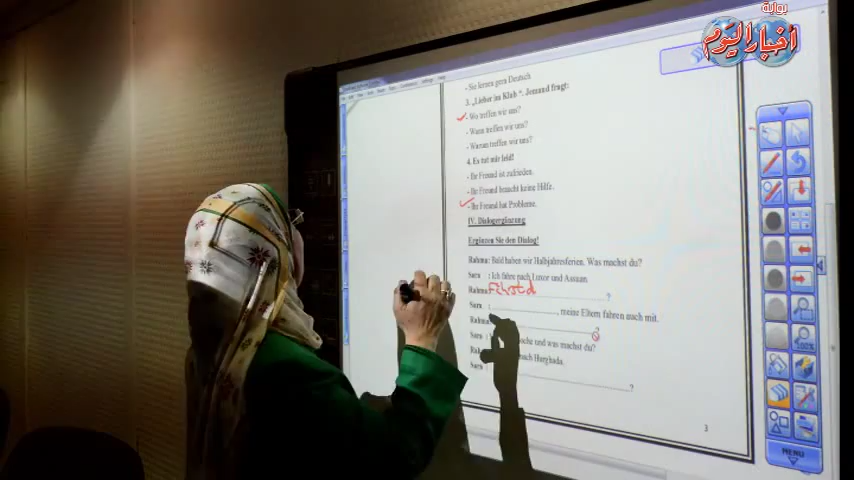 بوابة
أخبار اليوم
- Sie lernen gern Deutsch
3. „Lieber im Klub“. Jemand fragt:
- Wo treffen wir uns?
- Wann treffen wir uns?
- Warum treffen wir uns?
4. Es tut mir leid!
- Ihr Freund ist zufrieden.
- Ihr Freund braucht keine Hilfe.
- Ihr Freund hat Probleme.
IV. Dialogergänzung
Ergänzen Sie den Dialog!
Rahma: Bald haben wir Halbjahresferien. Was machst du?
Sara : Ich fahre nach Luxor und Assuan.
Rahma: Fährst d ?
Sara : , meine Eltern fahren auch mit.
Rahma: ?
Sara : und was machst du?
nach Hurghada.
Sara : ?
3
100%
MENU